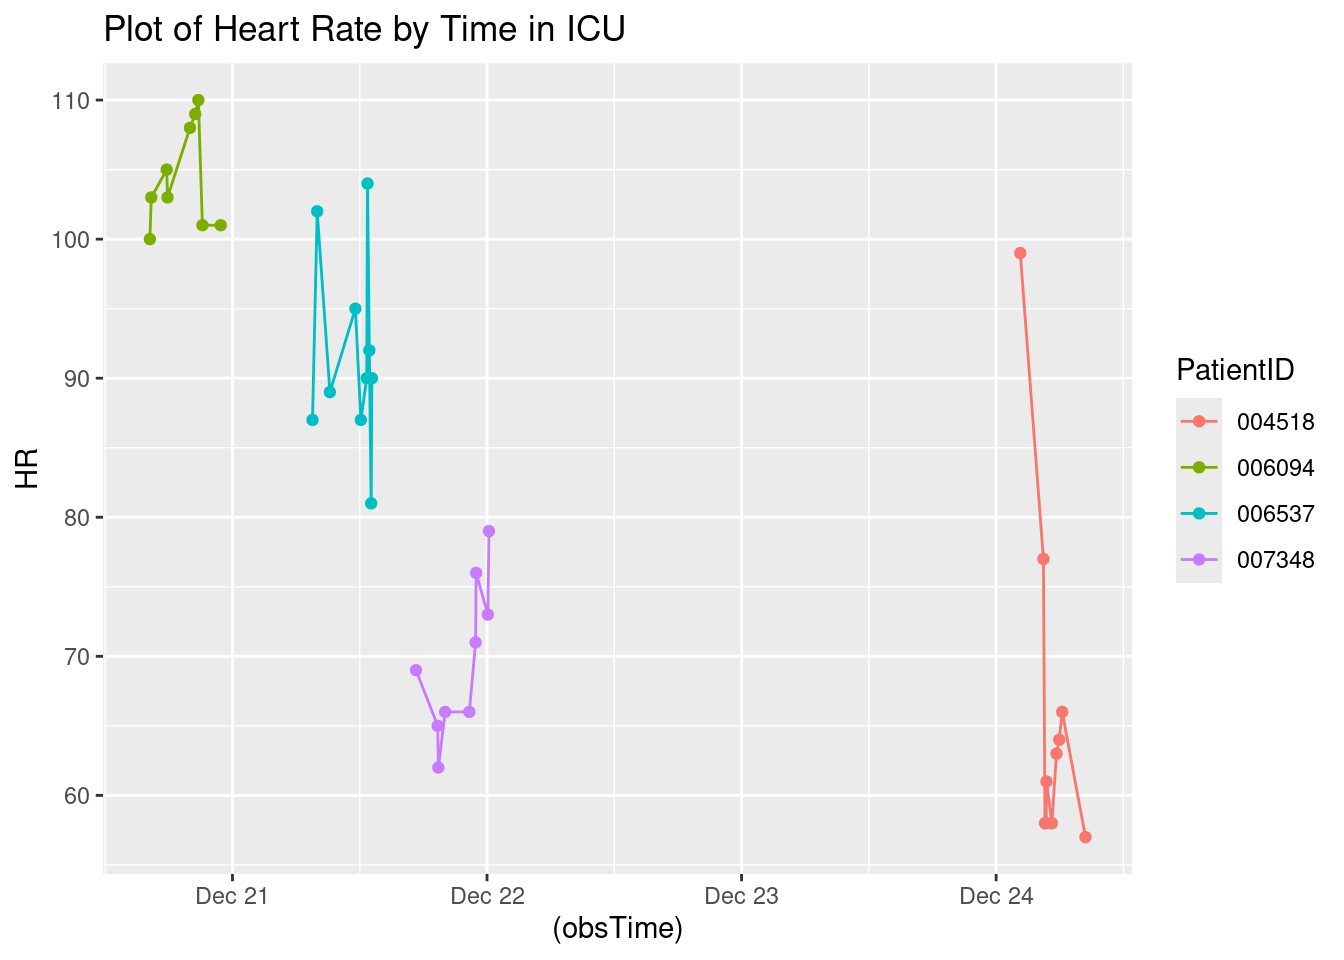 Plot of Heart Rate by Time in ICU
110
100
90
80
70
60
HR
Dec 21
Dec 22
Dec 23
Dec 24
(obsTime)
PatientID
004518
006094
006537
007348